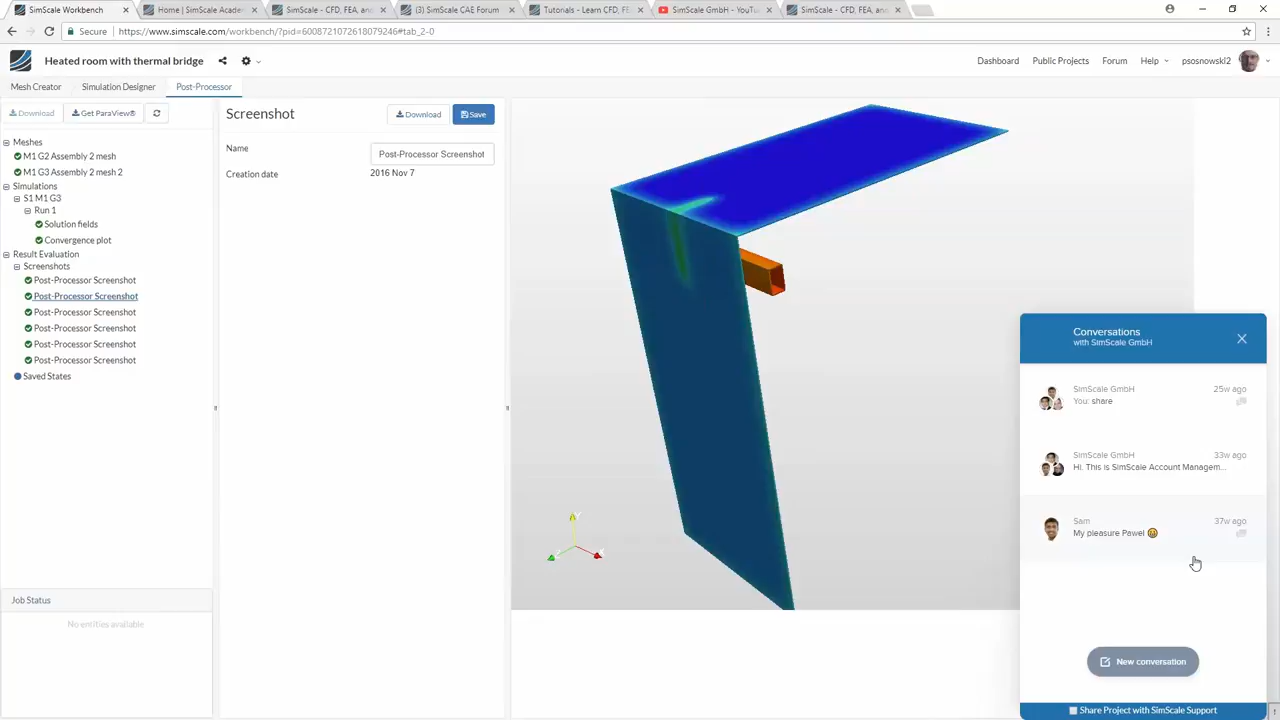 SimScale Workbench
Home | SimScale Acade
SimScale - CFD, FEA, and
(3) SimScale CAE Forum
Tutorials - Learn CFD, FE
SimScale GmbH - YouTu
SimScale - CFD, FEA, and
Secure
https://www.simscale.com/workbench/?pid=6008721072618079246#tab_2-0
Heated room with thermal bridge
Dashboard
Public Projects
Forum
Help
psosnowski2
Mesh Creator
Simulation Designer
Post-Processor
Download
Get ParaView®
Screenshot
Download
Save
Name
Post-Processor Screenshot
Creation date
2016 Nov 7
Meshes
M1 G2 Assembly 2 mesh
M1 G3 Assembly 2 mesh 2
Simulations
S1 M1 G3
Run 1
Solution fields
Convergence plot
Result Evaluation
Screenshots
Post-Processor Screenshot
Post-Processor Screenshot
Post-Processor Screenshot
Post-Processor Screenshot
Post-Processor Screenshot
Post-Processor Screenshot
Saved States
Job Status
No entities available
Y
X
Conversations
with SimScale GmbH
SimScale GmbH
25w ago
You: share
SimScale GmbH
33w ago
Hi. This is SimScale Account Managem...
Sam
37w ago
My pleasure Pawel
New conversation
Share Project with SimScale Support